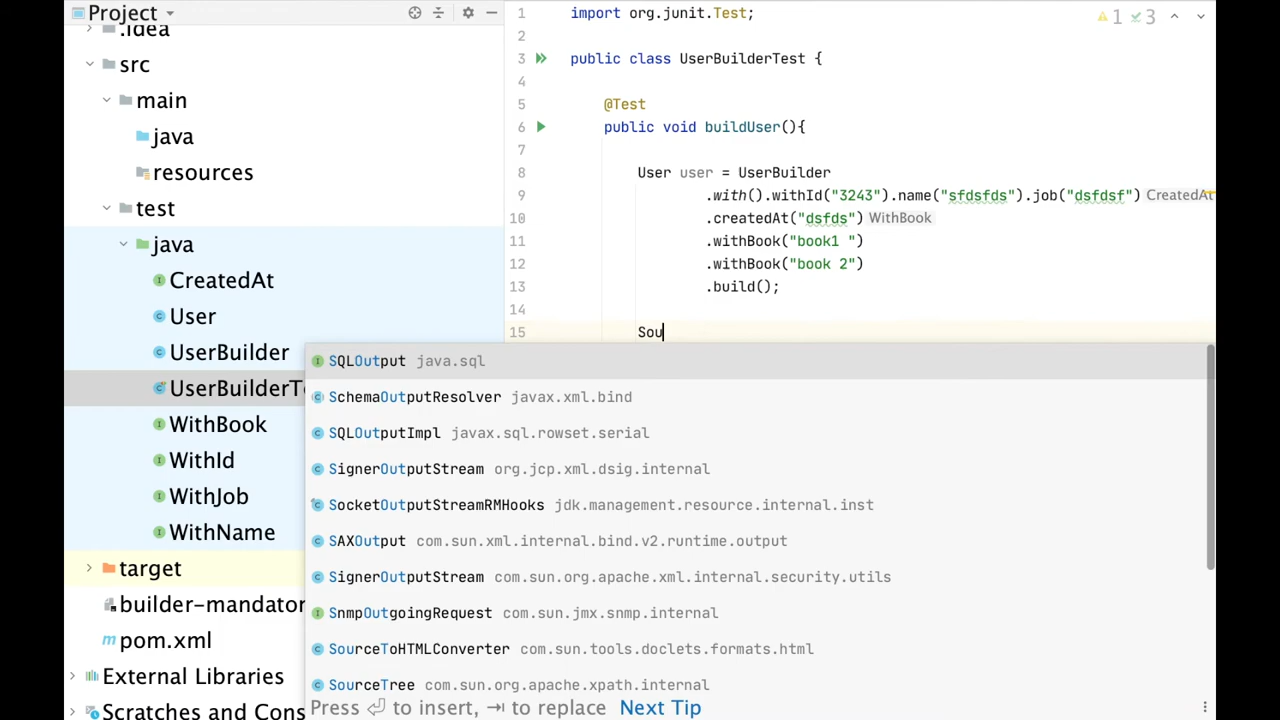 Project
.idea
src
main
java
resources
test
java
CreatedAt
User
UserBuilder
UserBuilderT
WithBook
WithId
WithJob
WithName
target
builder-mandator
pom.xml
External Libraries
Scratches and Cons
1 import org.junit.Test;
2
3 public class UserBuilderTest {
4
5 @Test
6 public void buildUser(){
7
8 User user = UserBuilder
9 .with().withId("3243").name("sfdsfds").job("dsfdsf") CreatedAt
10 .createdAt("dsfds") WithBook
11 .withBook("book1 ")
12 .withBook("book 2")
13 .build();
14
15 Sou
1 3
SQLOutput java.sql
SchemaOutputResolver javax.xml.bind
SQLOutputImpl javax.sql.rowset.serial
SignerOutputStream org.jcp.xml.dsig.internal
SocketOutputStreamRMHooks jdk.management.resource.internal.inst
SAXOutput com.sun.xml.internal.bind.v2.runtime.output
SignerOutputStream com.sun.org.apache.xml.internal.security.utils
SnmpOutgoingRequest com.sun.jmx.snmp.internal
SourceToHTMLConverter com.sun.tools.doclets.formats.html
SourceTree com.sun.org.apache.xpath.internal
Press ⏎ to insert, ⇥ to replace Next Tip